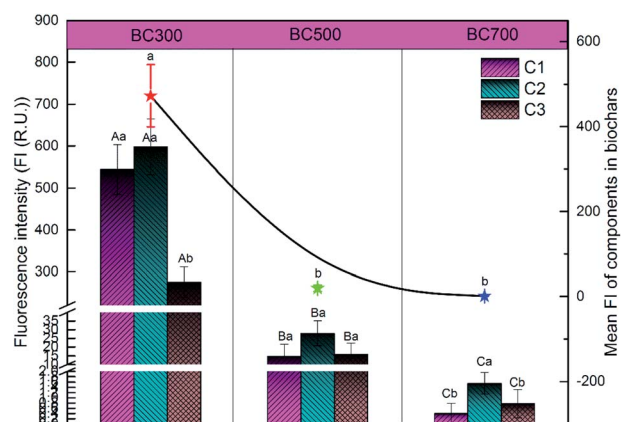 900
800
700
600
500
400
300
35
30
25
20
15
10
Fluorescence intensity (FI (R.U.))
BC300
BC500
BC700
C1
C2
C3
a
Aa
Aa
Ab
b
Ba
Ba
Ba
b
Cb
Ca
Cb
600
400
200
0
-200
Mean FI of components in biochars